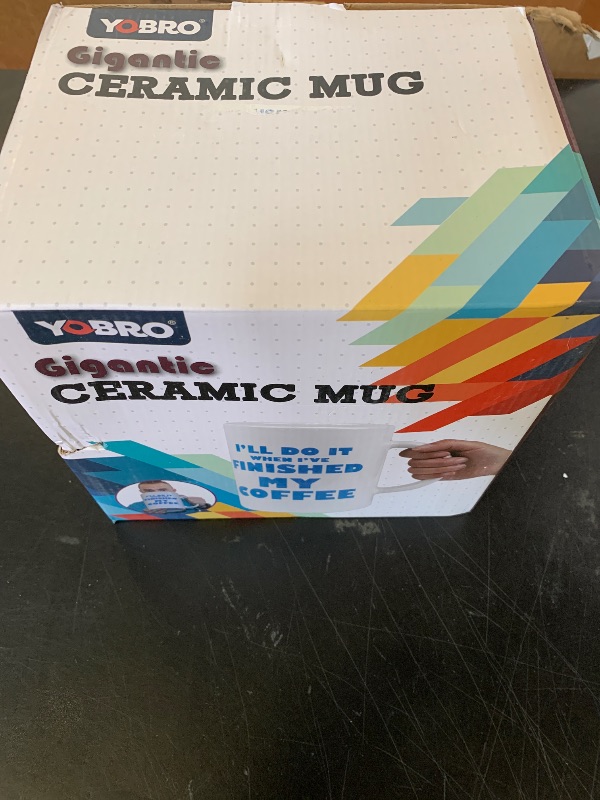 YOBRO®
Gigantic
CERAMIC MUG
YOBRO®
Gigantic
CERAMIC MUG
I'LL DO IT
WHEN I'VE
FINISHED
MY
COFFEE